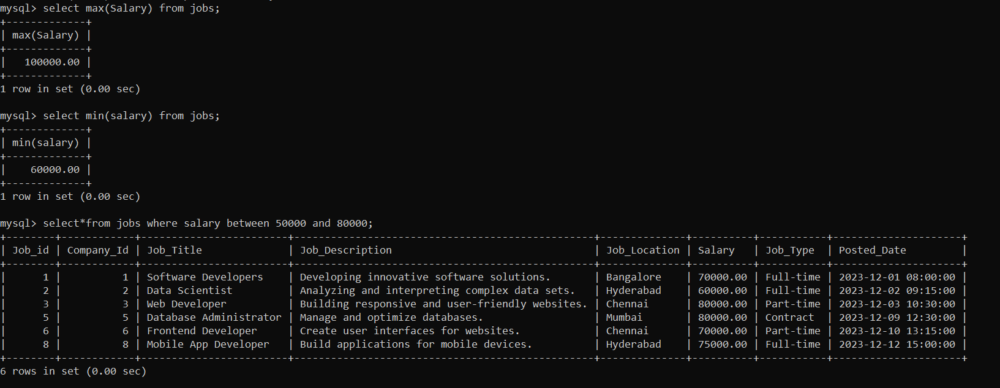 mysql> select max(Salary) from jobs;
+-------------+
| max(Salary) |
+-------------+
|   100000.00 |
+-------------+
1 row in set (0.00 sec)
mysql> select min(salary) from jobs;
+-------------+
| min(salary) |
+-------------+
|    60000.00 |
+-------------+
1 row in set (0.00 sec)
mysql> select*from jobs where salary between 50000 and 80000;
+--------+------------+------------------------+-------------------------------------------------+--------------+----------+-----------+---------------------+
| Job_id | Company_Id | Job_Title              | Job_Description                                 | Job_Location | Salary   | Job_Type  | Posted_Date         |
+--------+------------+------------------------+-------------------------------------------------+--------------+----------+-----------+---------------------+
|      1 |          1 | Software Developers    | Developing innovative software solutions.       | Bangalore    | 70000.00 | Full-time | 2023-12-01 08:00:00 |
|      2 |          2 | Data Scientist         | Analyzing and interpreting complex data sets.   | Hyderabad    | 60000.00 | Full-time | 2023-12-02 09:15:00 |
|      3 |          3 | Web Developer          | Building responsive and user-friendly websites. | Chennai      | 80000.00 | Part-time | 2023-12-03 10:30:00 |
|      5 |          5 | Database Administrator | Manage and optimize databases.                  | Mumbai       | 80000.00 | Contract  | 2023-12-09 12:30:00 |
|      6 |          6 | Frontend Developer     | Create user interfaces for websites.            | Chennai      | 70000.00 | Part-time | 2023-12-10 13:15:00 |
|      8 |          8 | Mobile App Developer   | Build applications for mobile devices.          | Hyderabad    | 75000.00 | Full-time | 2023-12-12 15:00:00 |
+--------+------------+------------------------+-------------------------------------------------+--------------+----------+-----------+---------------------+
6 rows in set (0.00 sec)